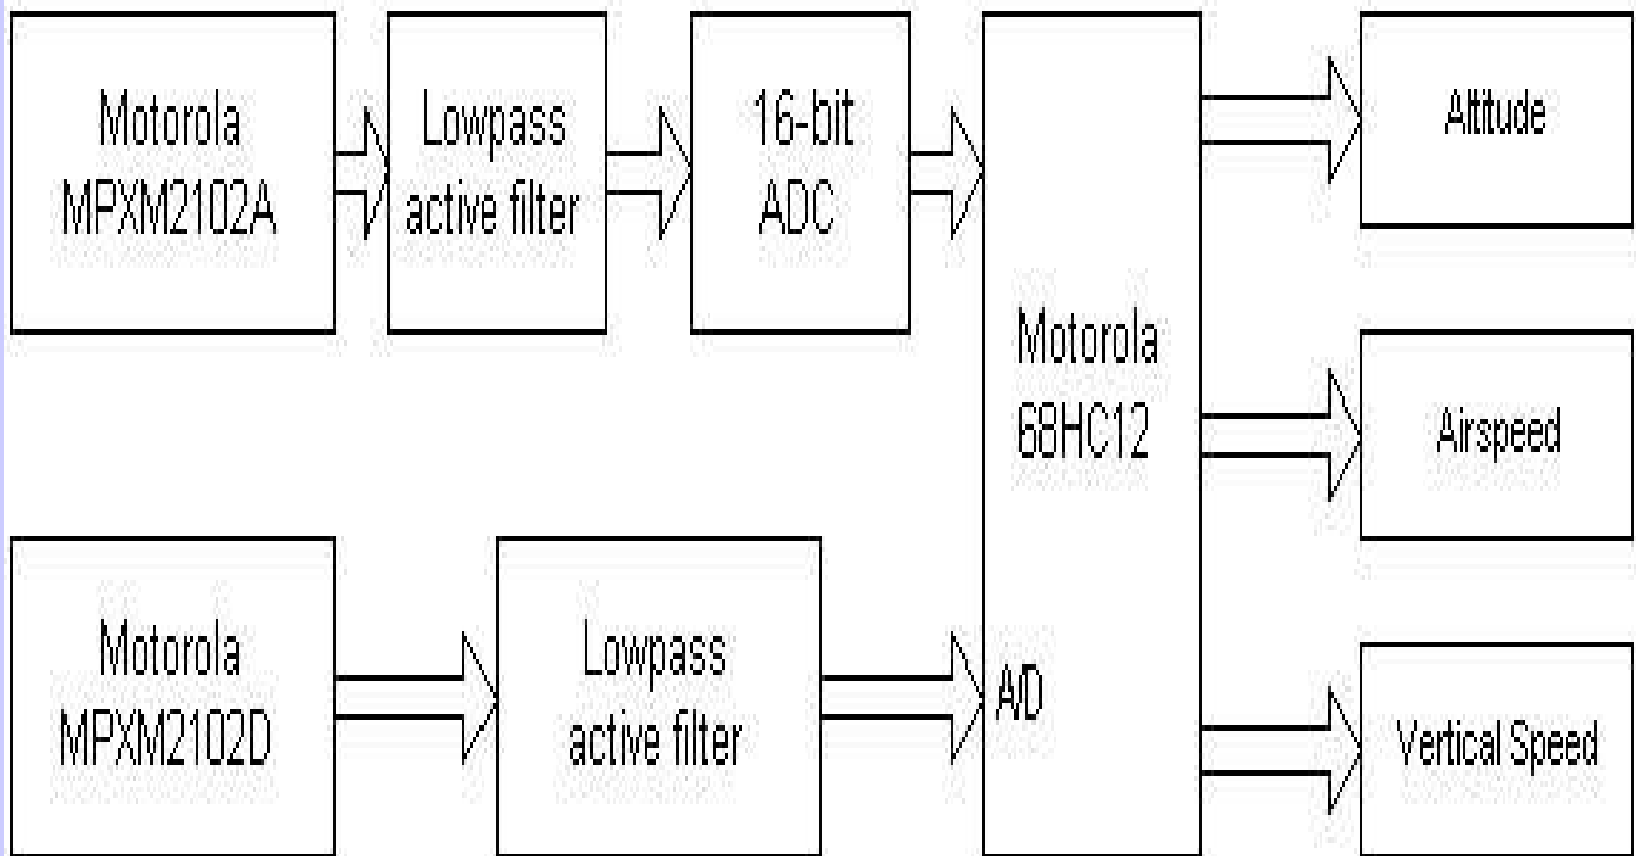 Motorola
MPXM2102A
Lowpass
active filter
16-bit
ADC
Motorola
68HC12
A/D
Altitude
Airspeed
Vertical Speed
Motorola
MPXM2102D
Lowpass
active filter